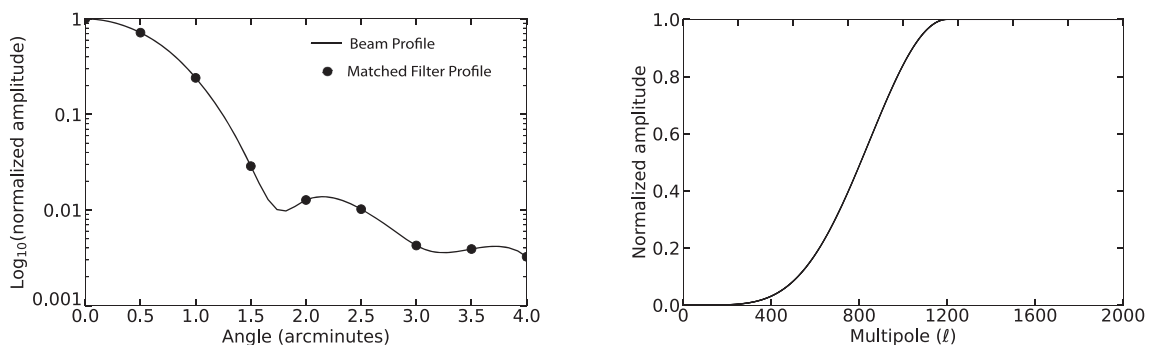 1
0.1
0.01
0.001
Log₁₀(normalized amplitude)
0.0 0.5 1.0 1.5 2.0 2.5 3.0 3.5 4.0
Angle (arcminutes)
Beam Profile
Matched Filter Profile
1.0
0.8
0.6
0.4
0.2
0.0
Normalized amplitude
0 400 800 1200 1600 2000
Multipole (ℓ)